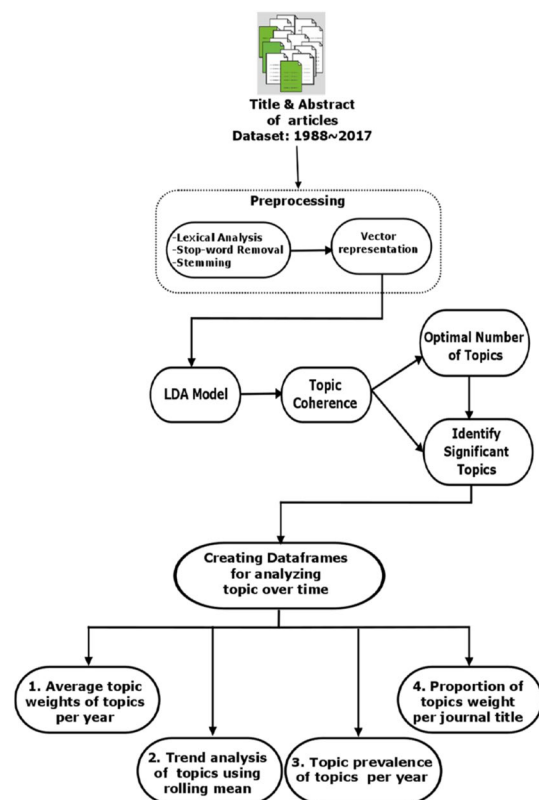 Title & Abstract
of articles
Dataset: 1988~2017
Preprocessing
-Lexical Analysis
-Stop-word Removal
-Stemming
Vector
representation
Optimal Number
of Topics
LDA Model
Topic
Coherence
Identify
Significant
Topics
Creating Dataframes
for analyzing
topic over time
1. Average topic
weights of topics
per year
2. Trend analysis
of topics using
rolling mean
3. Topic prevalence
of topics per year
4. Proportion of
topics weight
per journal title